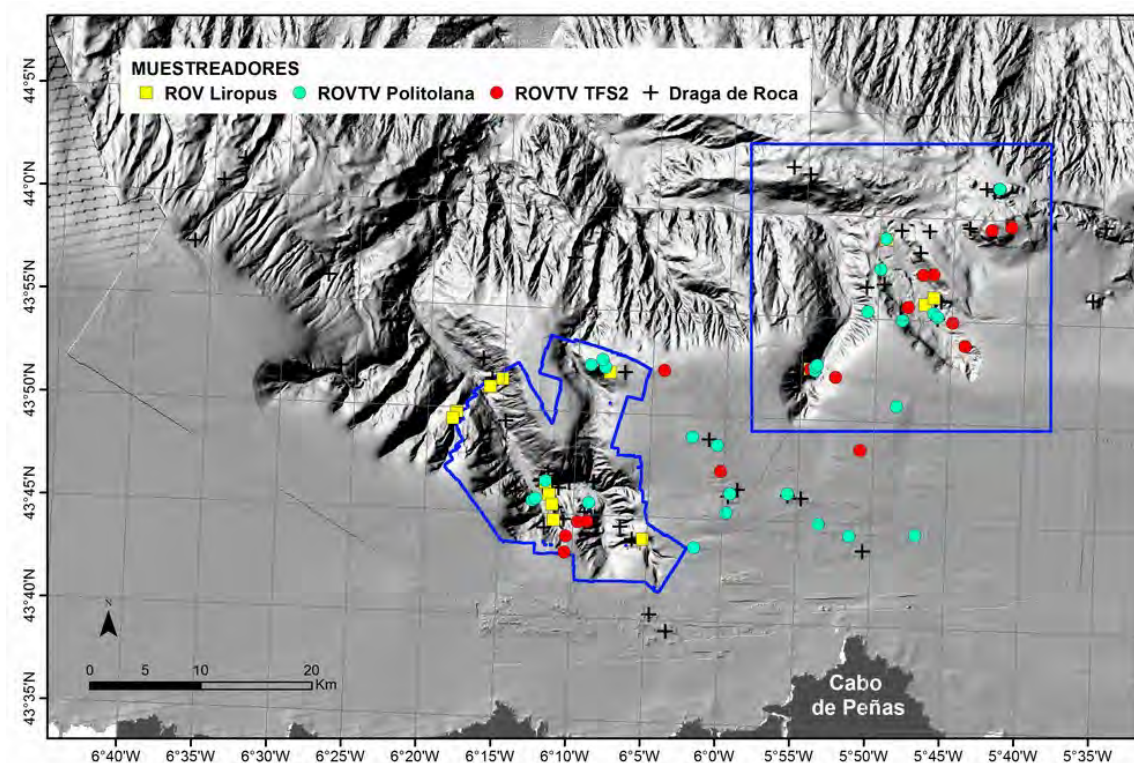 MUESTREADORES
ROV Liropus ROVTV Politolana ROVTV TFS2 Draga de Roca
44°5'N
44°0'N
43°55'N
43°50'N
43°45'N
43°40'N
43°35'N
N
0 5 10 20
Km
Cabo
de Peñas
6°40'W 6°35'W 6°30'W 6°25'W 6°20'W 6°15'W 6°10'W 6°5'W 6°0'W 5°55'W 5°50'W 5°45'W 5°40'W 5°35'W